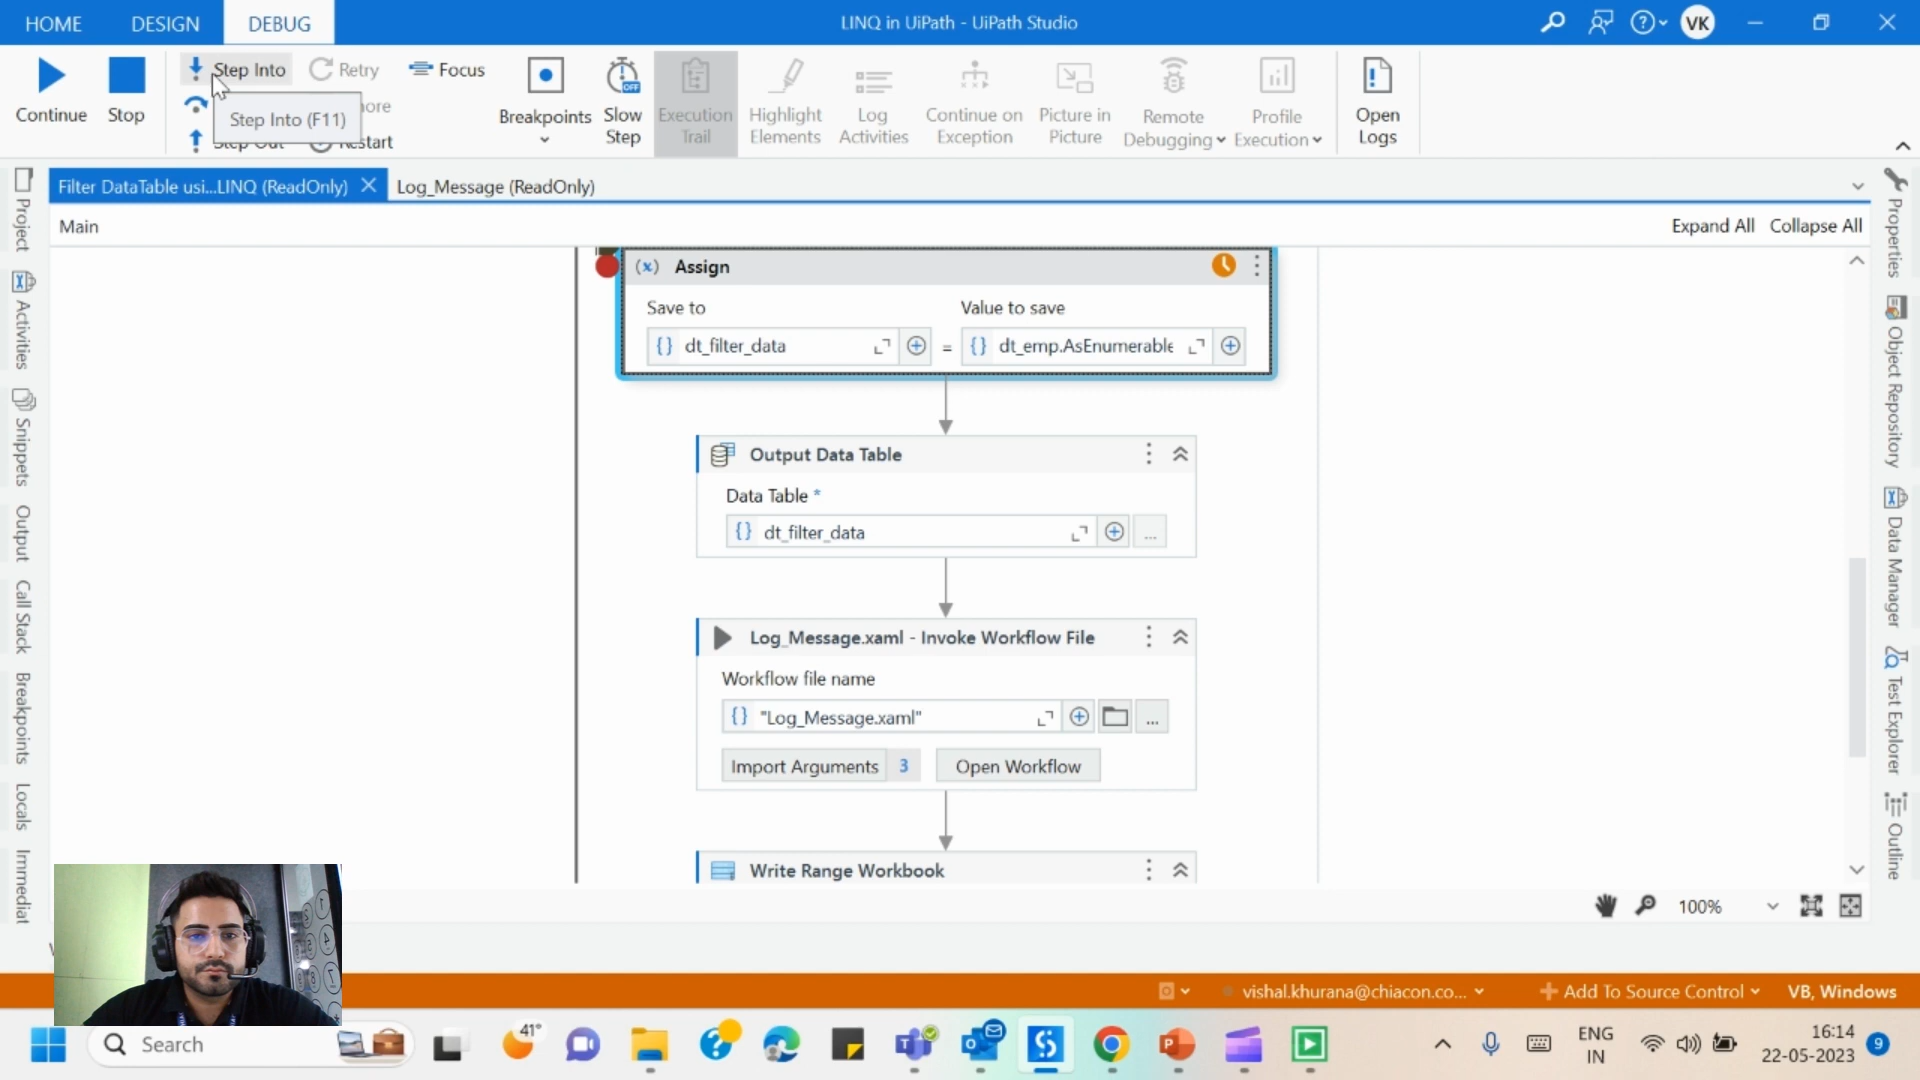 HOME
DESIGN
DEBUG
LINQ in UiPath - UiPath Studio
VK
Continue
Stop
Step Into
Retry
Focus
Step Into (F11)
Step Out
Restart
Breakpoints
Slow Step
OFF
Execution Trail
Highlight Elements
Log Activities
Continue on Exception
Picture in Picture
Remote Debugging
Profile Execution
Open Logs
Filter DataTable usi...LINQ (ReadOnly)
Log_Message (ReadOnly)
Main
Expand All
Collapse All
Project
Activities
Snippets
Output
Call Stack
Breakpoints
Locals
Immediat
(x) Assign
Save to
Value to save
{} dt_filter_data
=
{} dt_emp.AsEnumerable
Output Data Table
Data Table *
{} dt_filter_data
...
Log_Message.xaml - Invoke Workflow File
Workflow file name
{} "Log_Message.xaml"
...
Import Arguments 3
Open Workflow
Write Range Workbook
Properties
Object Repository
Data Manager
Test Explorer
Outline
100%
vishal.khurana@chiacon.co...
Add To Source Control
VB, Windows
Search
41°
ENG
IN
16:14
22-05-2023
9